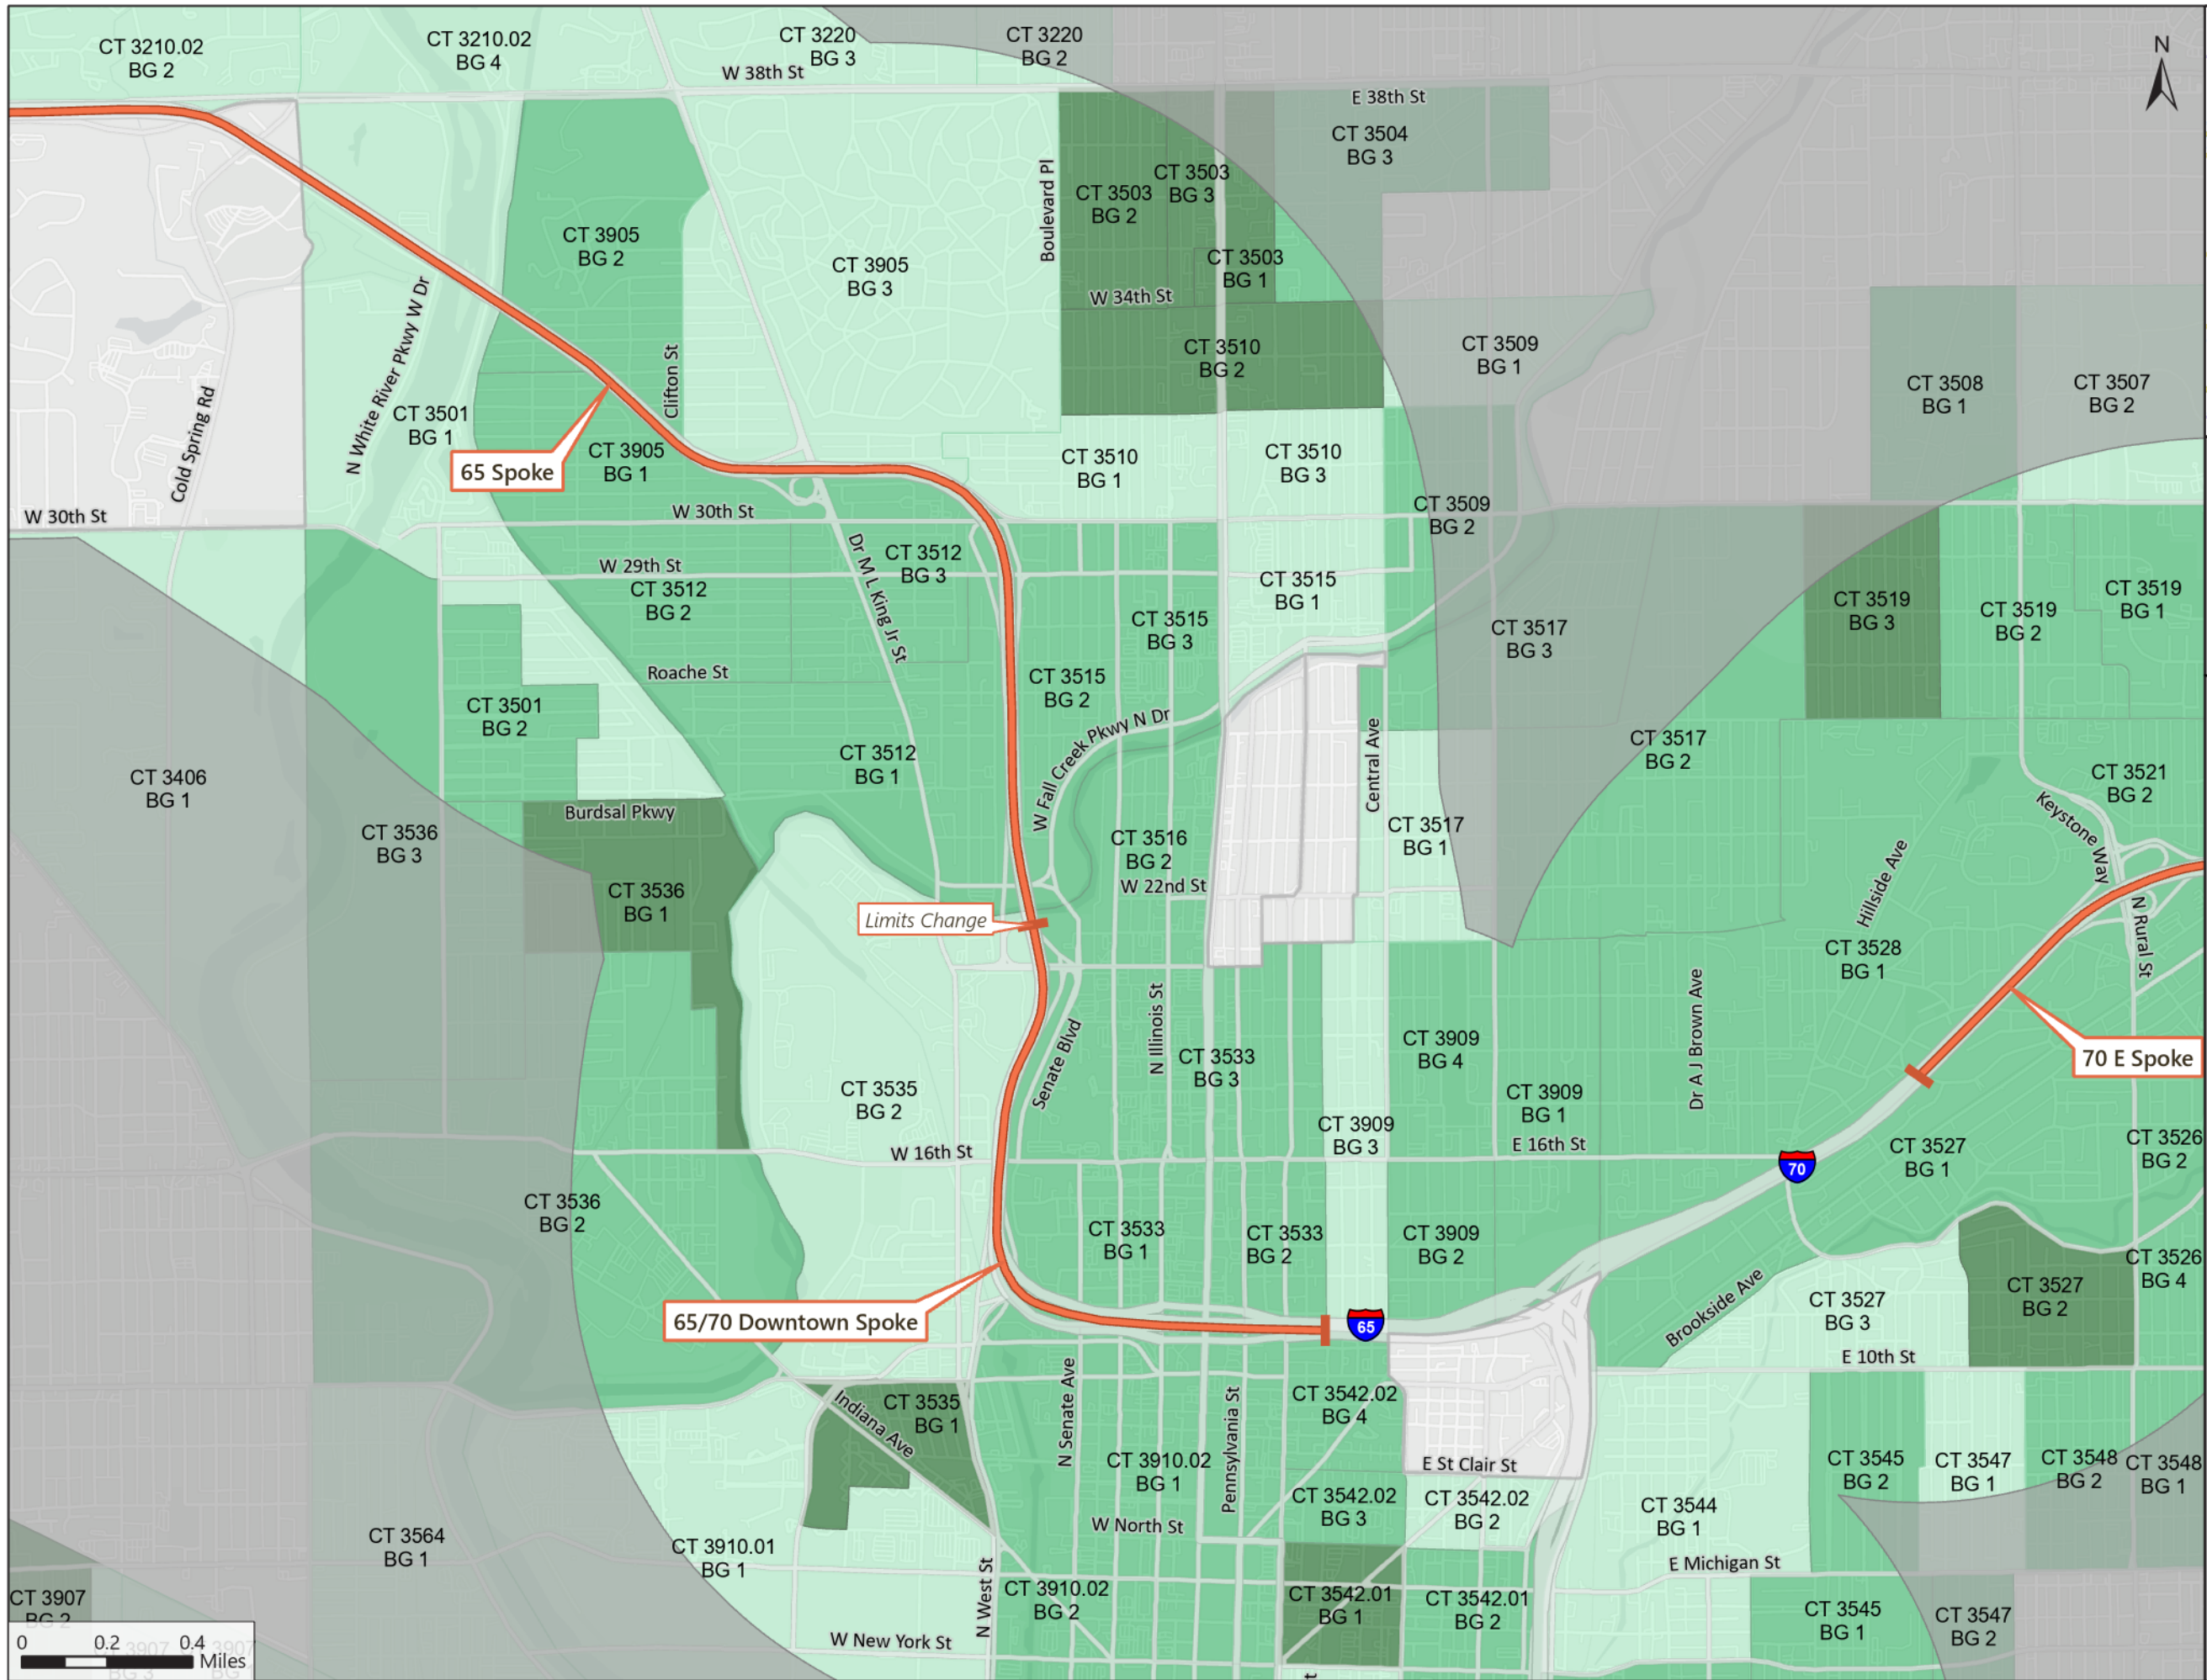 CT 3210.02
BG 2
CT 3210.02
BG 4
CT 3220
BG 3
CT 3220
BG 2
N
W 38th St
E 38th St
CT 3504
BG 3
Boulevard Pl
CT 3503
BG 2
CT 3503
BG 3
CT 3905
BG 2
CT 3905
BG 3
CT 3503
BG 1
W 34th St
N White River Pkwy W Dr
Clifton St
CT 3510
BG 2
CT 3509
BG 1
CT 3508
BG 1
CT 3507
BG 2
Cold Spring Rd
CT 3501
BG 1
65 Spoke
CT 3905
BG 1
CT 3510
BG 1
CT 3510
BG 3
CT 3509
BG 2
W 30th St
W 30th St
Dr M L King Jr St
CT 3512
BG 3
W 29th St
CT 3512
BG 2
CT 3515
BG 1
CT 3515
BG 3
CT 3517
BG 3
CT 3519
BG 3
CT 3519
BG 2
CT 3519
BG 1
Roache St
CT 3515
BG 2
CT 3501
BG 2
W Fall Creek Pkwy N Dr
Central Ave
CT 3517
BG 2
CT 3512
BG 1
CT 3406
BG 1
CT 3521
BG 2
Keystone Way
Burdsal Pkwy
CT 3536
BG 3
CT 3516
BG 2
CT 3517
BG 1
Hillside Ave
W 22nd St
CT 3536
BG 1
Limits Change
N Rural St
CT 3528
BG 1
Senate Blvd
N Illinois St
CT 3533
BG 3
CT 3909
BG 4
Dr A J Brown Ave
70 E Spoke
CT 3535
BG 2
CT 3909
BG 1
CT 3909
BG 3
E 16th St
W 16th St
70
CT 3527
BG 1
CT 3526
BG 2
CT 3536
BG 2
CT 3533
BG 1
CT 3533
BG 2
CT 3909
BG 2
CT 3526
BG 4
CT 3527
BG 2
65/70 Downtown Spoke
65
Brookside Ave
CT 3527
BG 3
E 10th St
Indiana Ave
CT 3535
BG 1
N Senate Ave
Pennsylvania St
CT 3542.02
BG 4
CT 3910.02
BG 1
E St Clair St
CT 3545
BG 2
CT 3547
BG 1
CT 3548
BG 2
CT 3548
BG 1
CT 3542.02
BG 3
CT 3542.02
BG 2
CT 3544
BG 1
W North St
CT 3564
BG 1
CT 3910.01
BG 1
E Michigan St
N West St
CT 3907
BG 2
CT 3910.02
BG 2
CT 3542.01
BG 1
CT 3542.01
BG 2
CT 3545
BG 1
CT 3547
BG 2
W New York St
0 0.2 0.4
Miles
3907
BG 3
3907